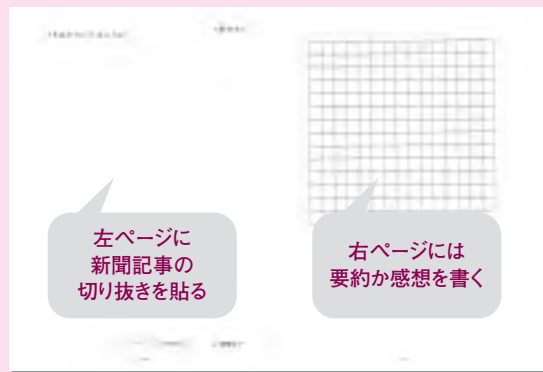 左ページに
新聞記事の
切り抜きを貼る
右ページには
要約か感想を書く